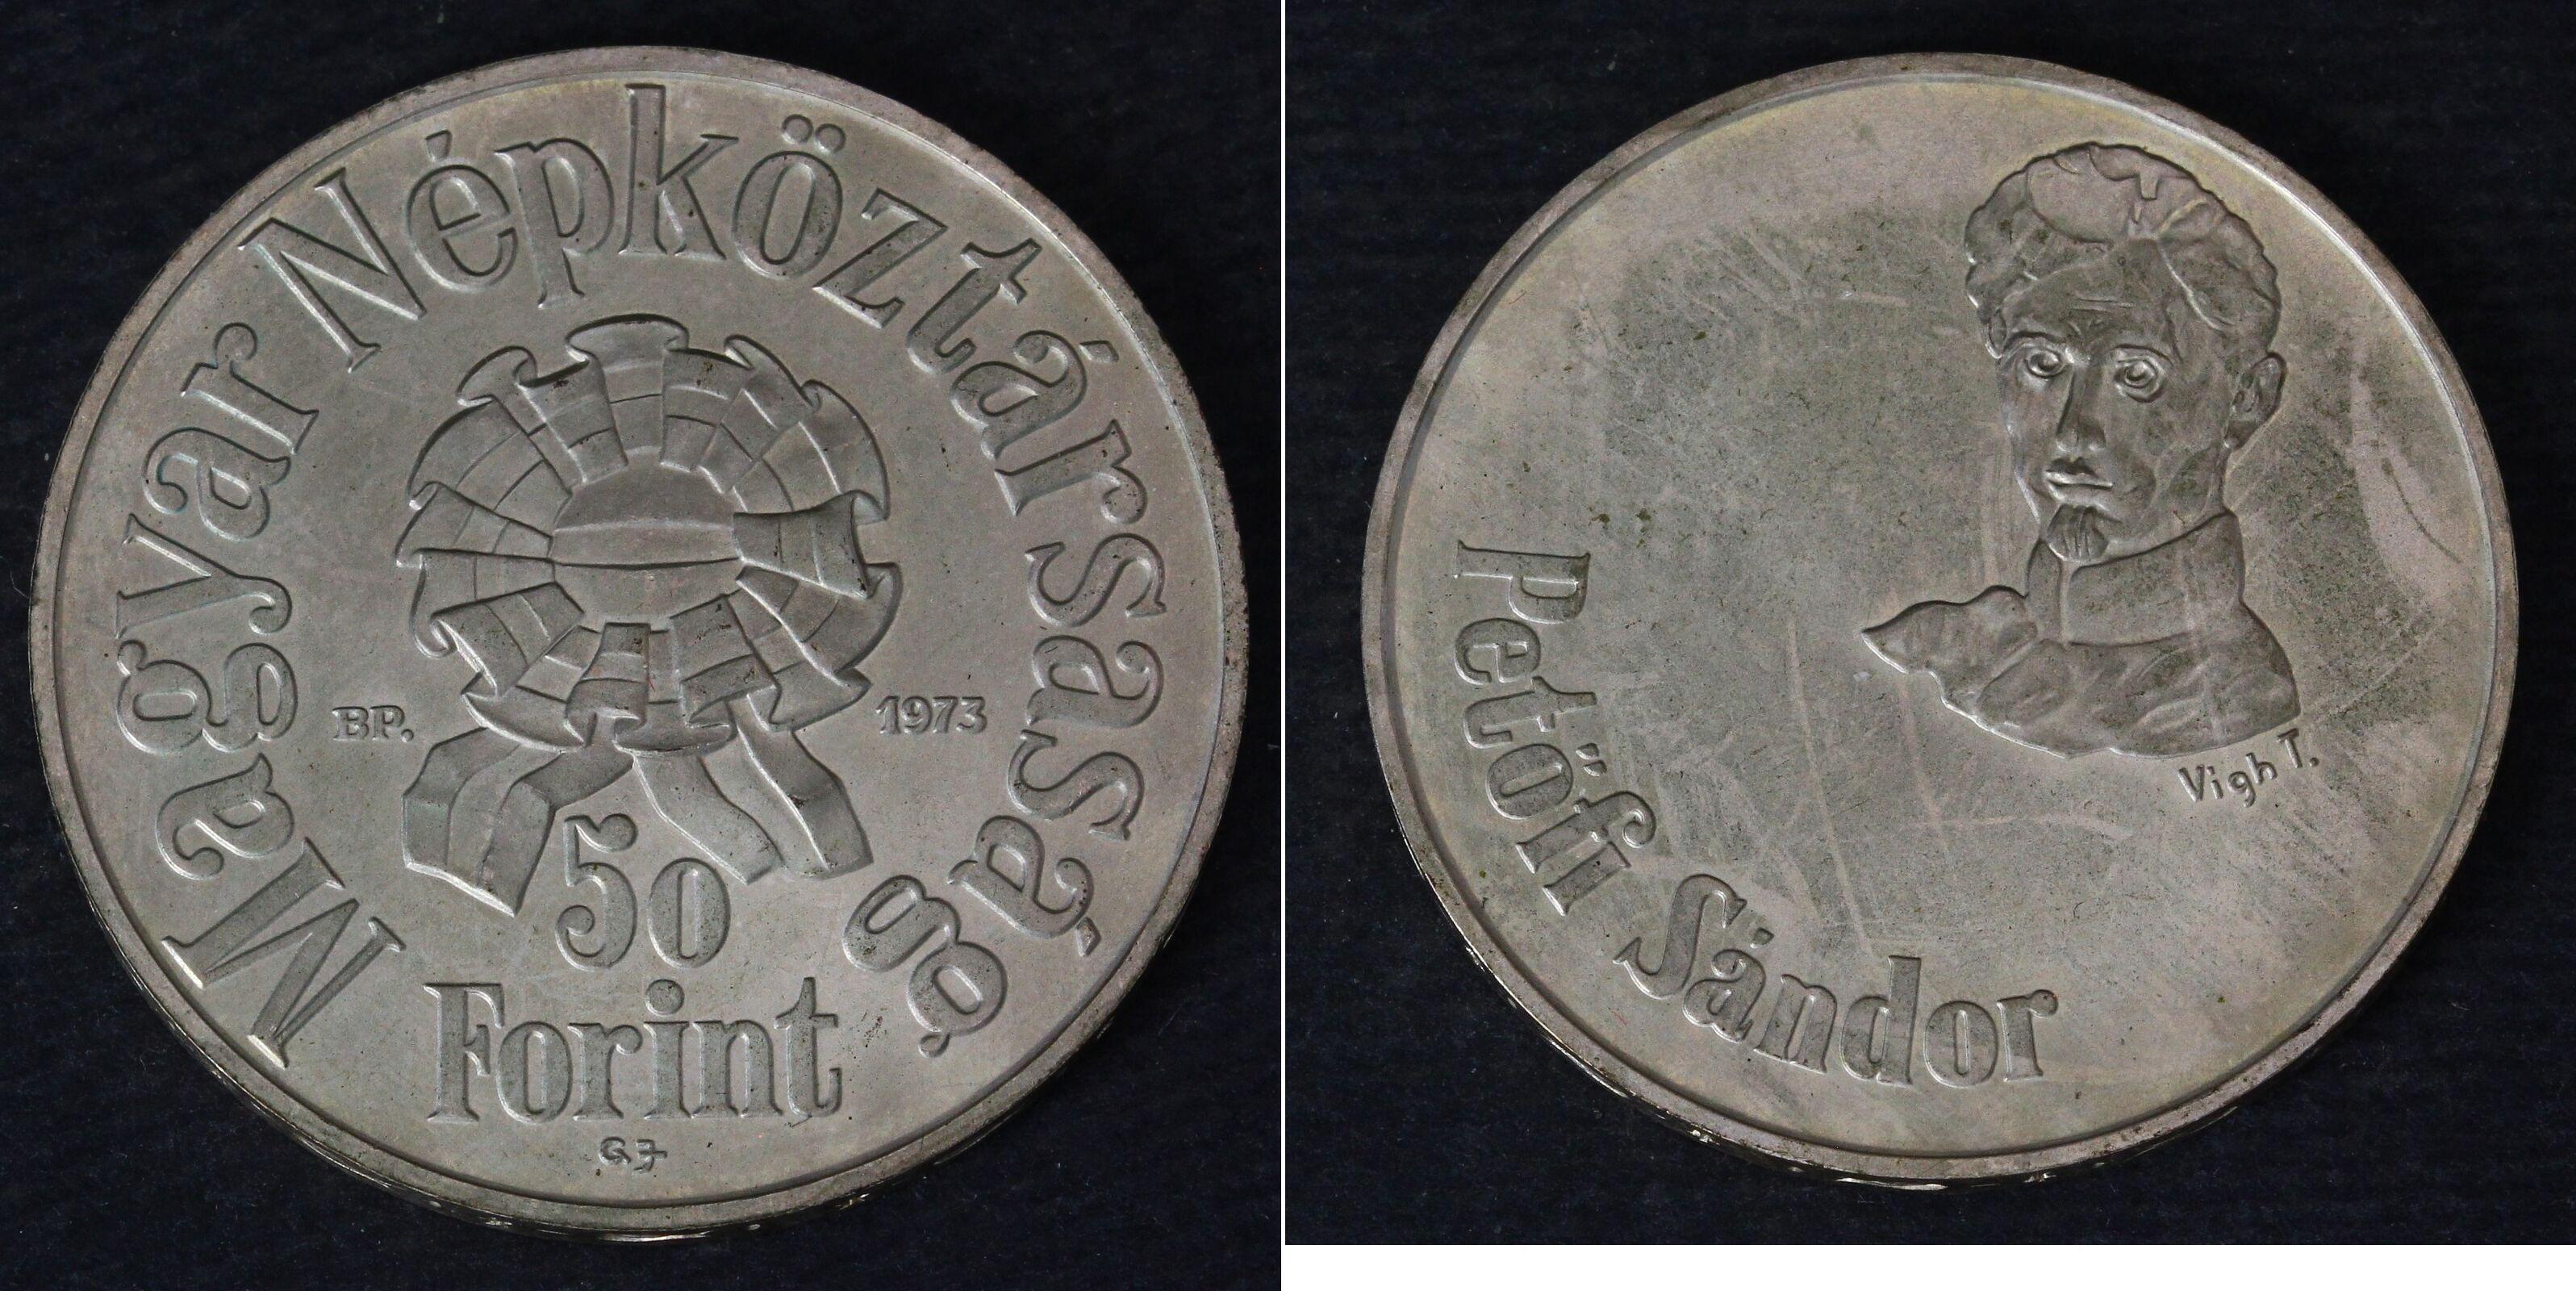 Magyar Népköztársaság
BP. 1973
50
Forint
Petőfi Sándor
Vigh T.